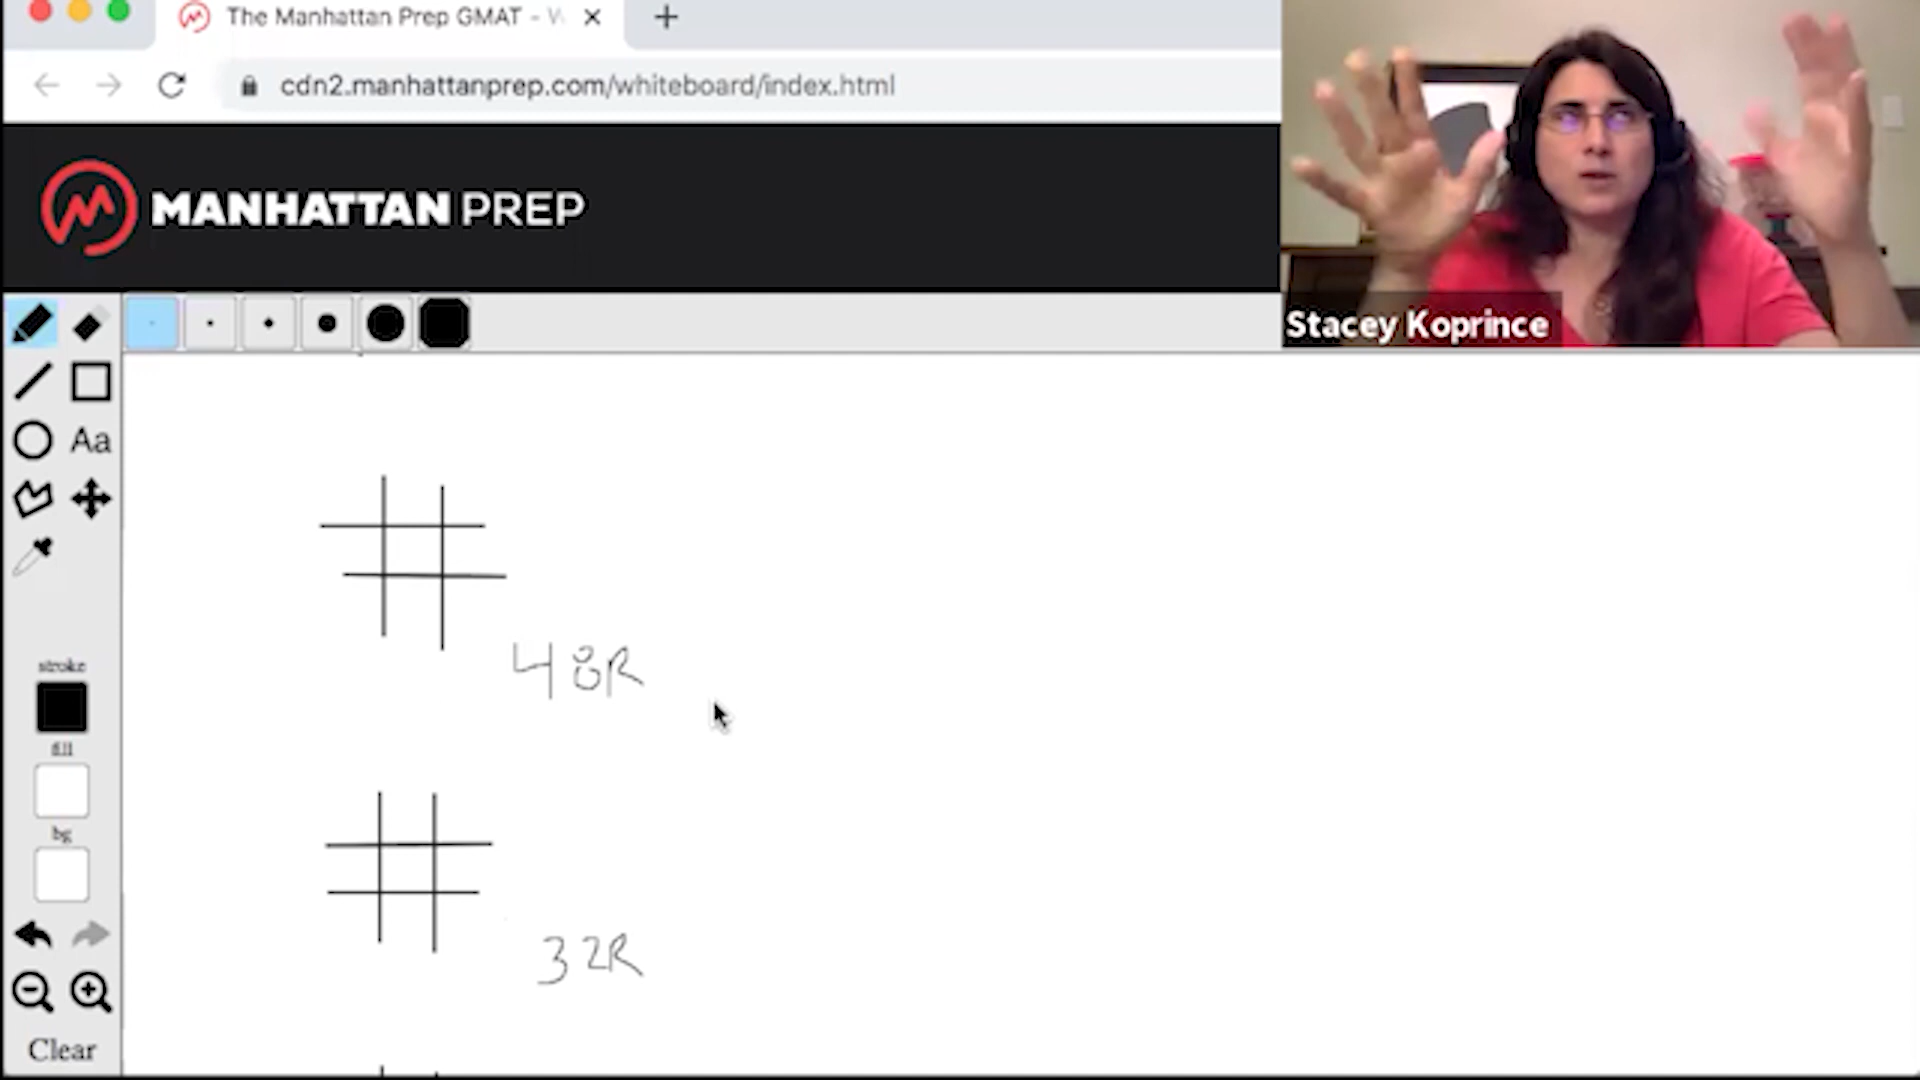 The Manhattan Prep GMAT - W
cdn2.manhattanprep.com/whiteboard/index.html
MANHATTAN PREP
Stacey Koprince
Aa
stroke
fill
bg
Clear
48R
32R